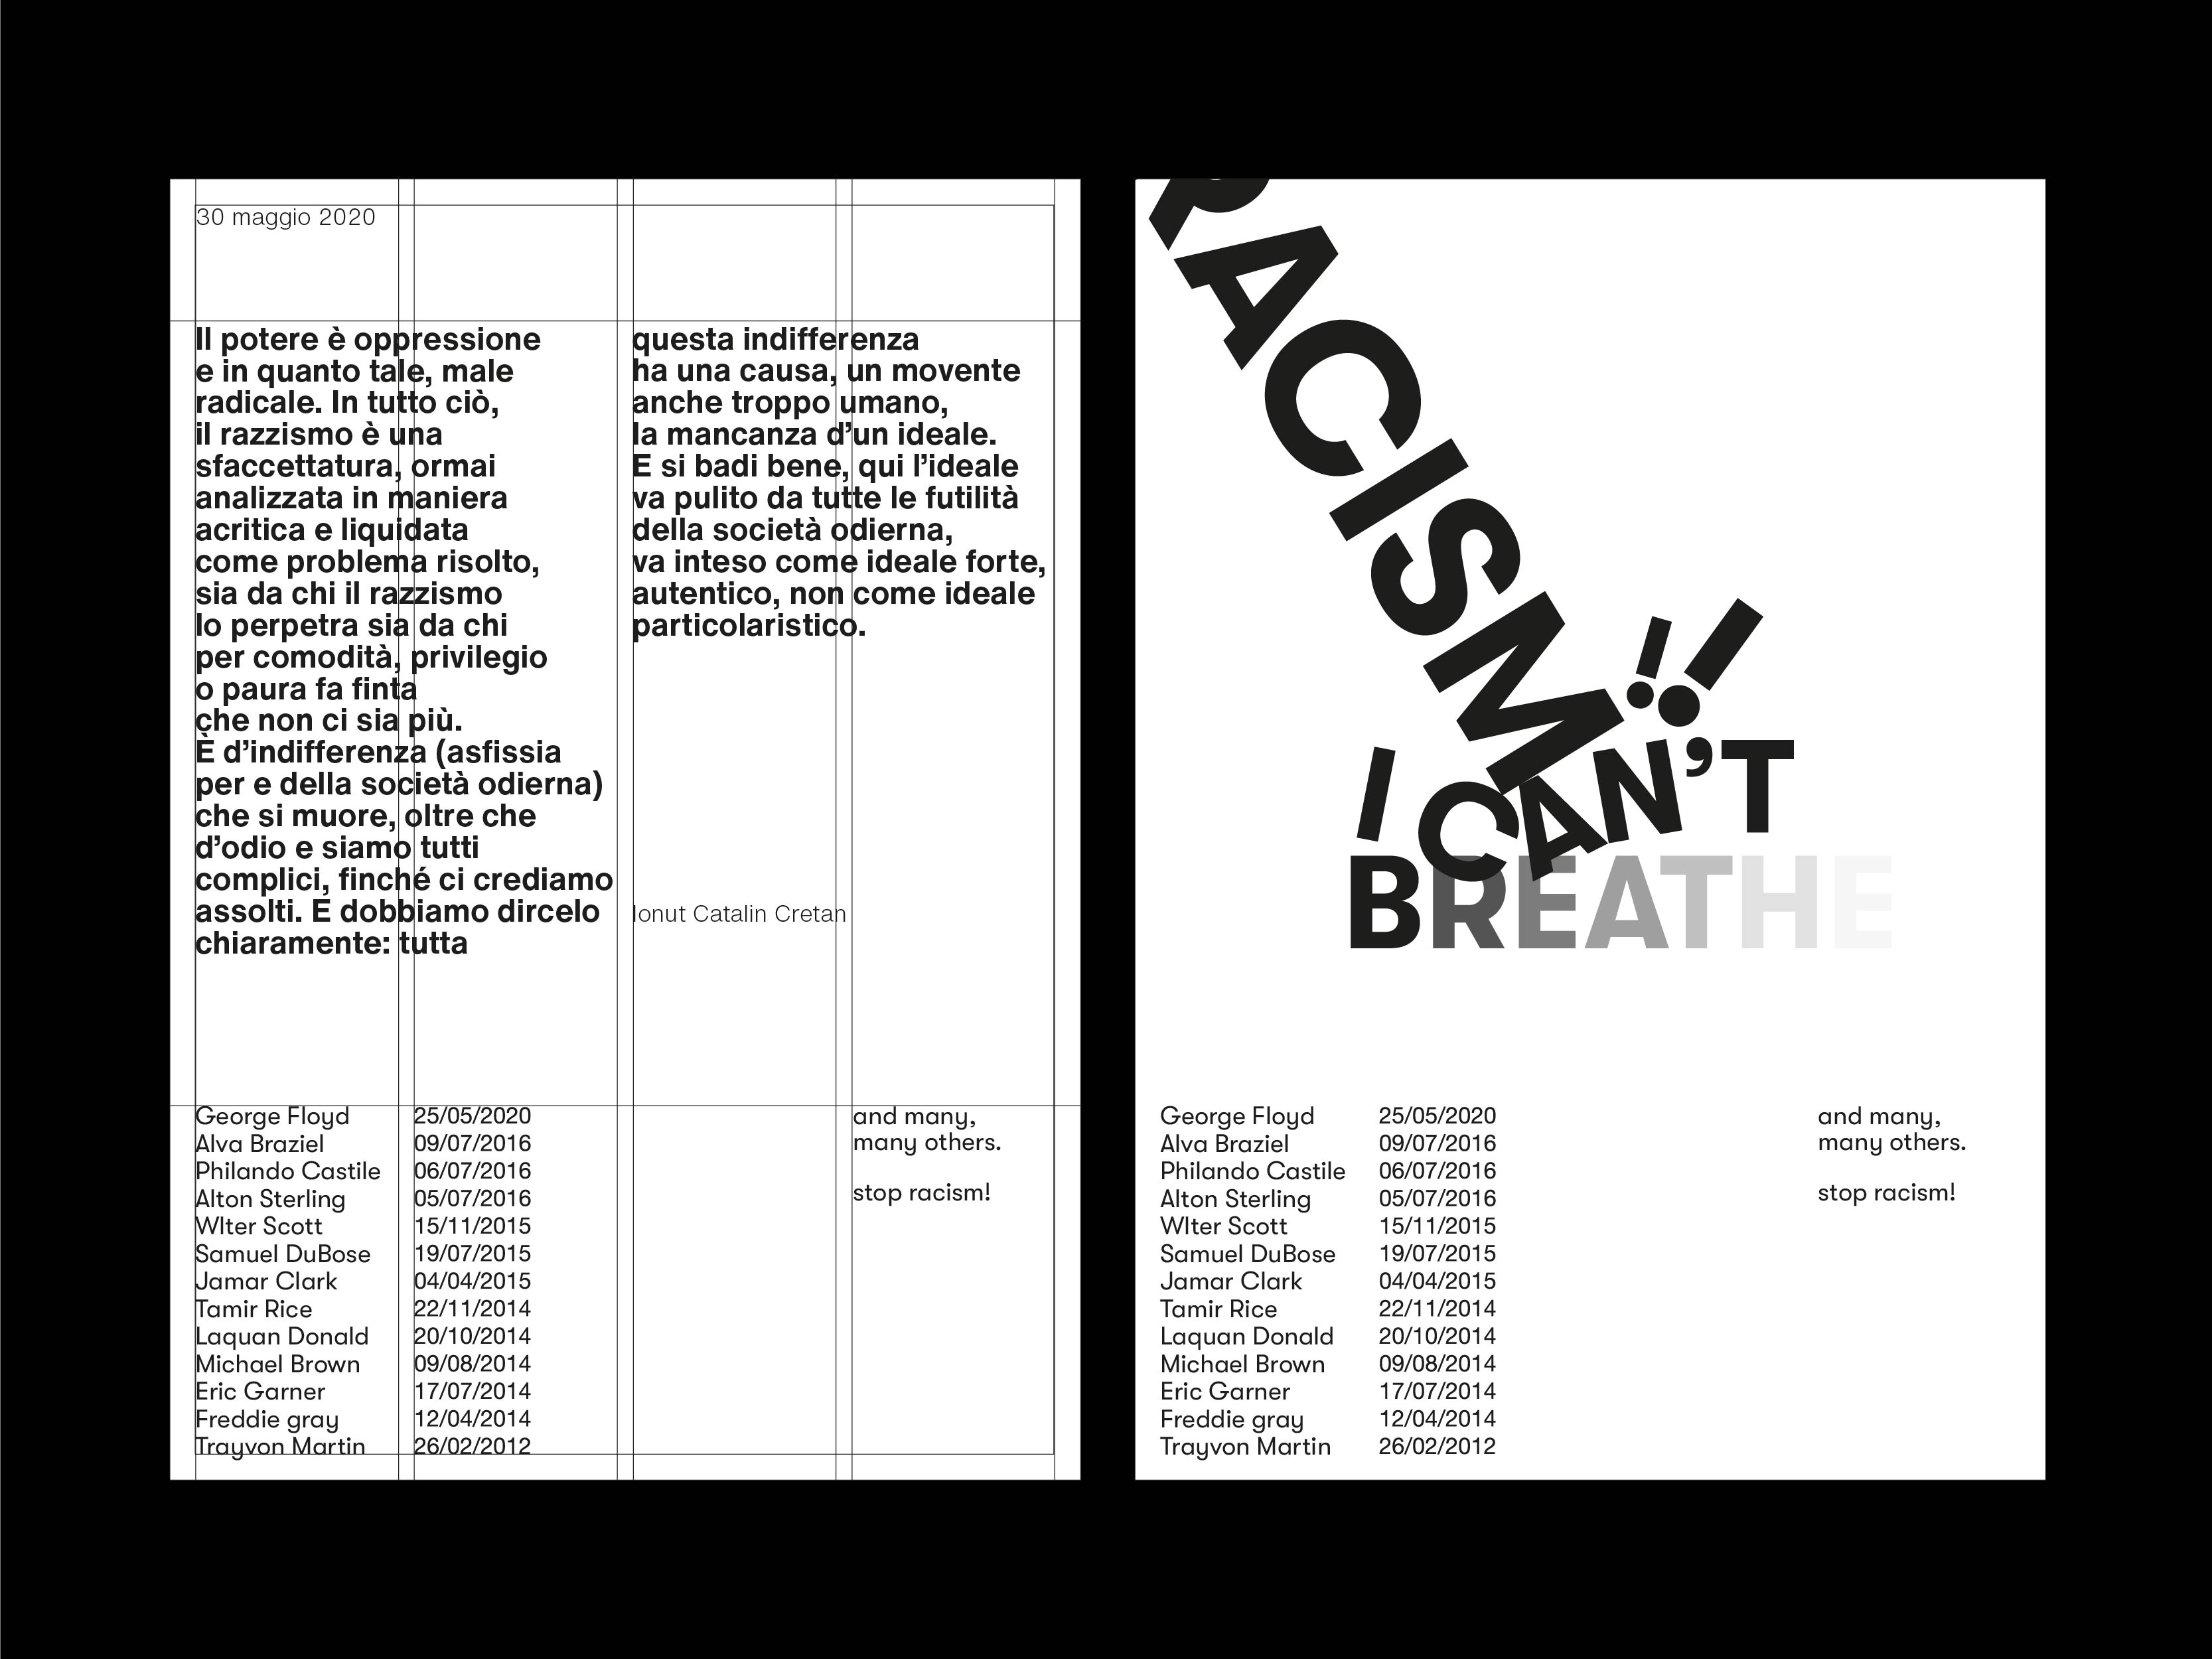 30 maggio 2020
Il potere è oppressione
e in quanto tale, male
radicale. In tutto ciò,
il razzismo è una
sfaccettatura, ormai
analizzata in maniera
acritica e liquidata
come problema risolto,
sia da chi il razzismo
lo perpetra sia da chi
per comodità, privilegio
o paura fa finta
che non ci sia più.
È d’indifferenza (asfissia
per e della società odierna)
che si muore, oltre che
d’odio e siamo tutti
complici, finché ci crediamo
assolti. E dobbiamo dircelo
chiaramente: tutta
questa indifferenza
ha una causa, un movente
anche troppo umano,
la mancanza d’un ideale.
E si badi bene, qui l’ideale
va pulito da tutte le futilità
della società odierna,
va inteso come ideale forte,
autentico, non come ideale
particolaristico.
Ionut Catalin Cretan
George Floyd 25/05/2020
Alva Braziel 09/07/2016
Philando Castile 06/07/2016
Alton Sterling 05/07/2016
Wlter Scott 15/11/2015
Samuel DuBose 19/07/2015
Jamar Clark 04/04/2015
Tamir Rice 22/11/2014
Laquan Donald 20/10/2014
Michael Brown 09/08/2014
Eric Garner 17/07/2014
Freddie gray 12/04/2014
Trayvon Martin 26/02/2012
and many,
many others.
stop racism!
RACISM
!!
I CAN’T
BREATHE
George Floyd 25/05/2020
Alva Braziel 09/07/2016
Philando Castile 06/07/2016
Alton Sterling 05/07/2016
Wlter Scott 15/11/2015
Samuel DuBose 19/07/2015
Jamar Clark 04/04/2015
Tamir Rice 22/11/2014
Laquan Donald 20/10/2014
Michael Brown 09/08/2014
Eric Garner 17/07/2014
Freddie gray 12/04/2014
Trayvon Martin 26/02/2012
and many,
many others.
stop racism!